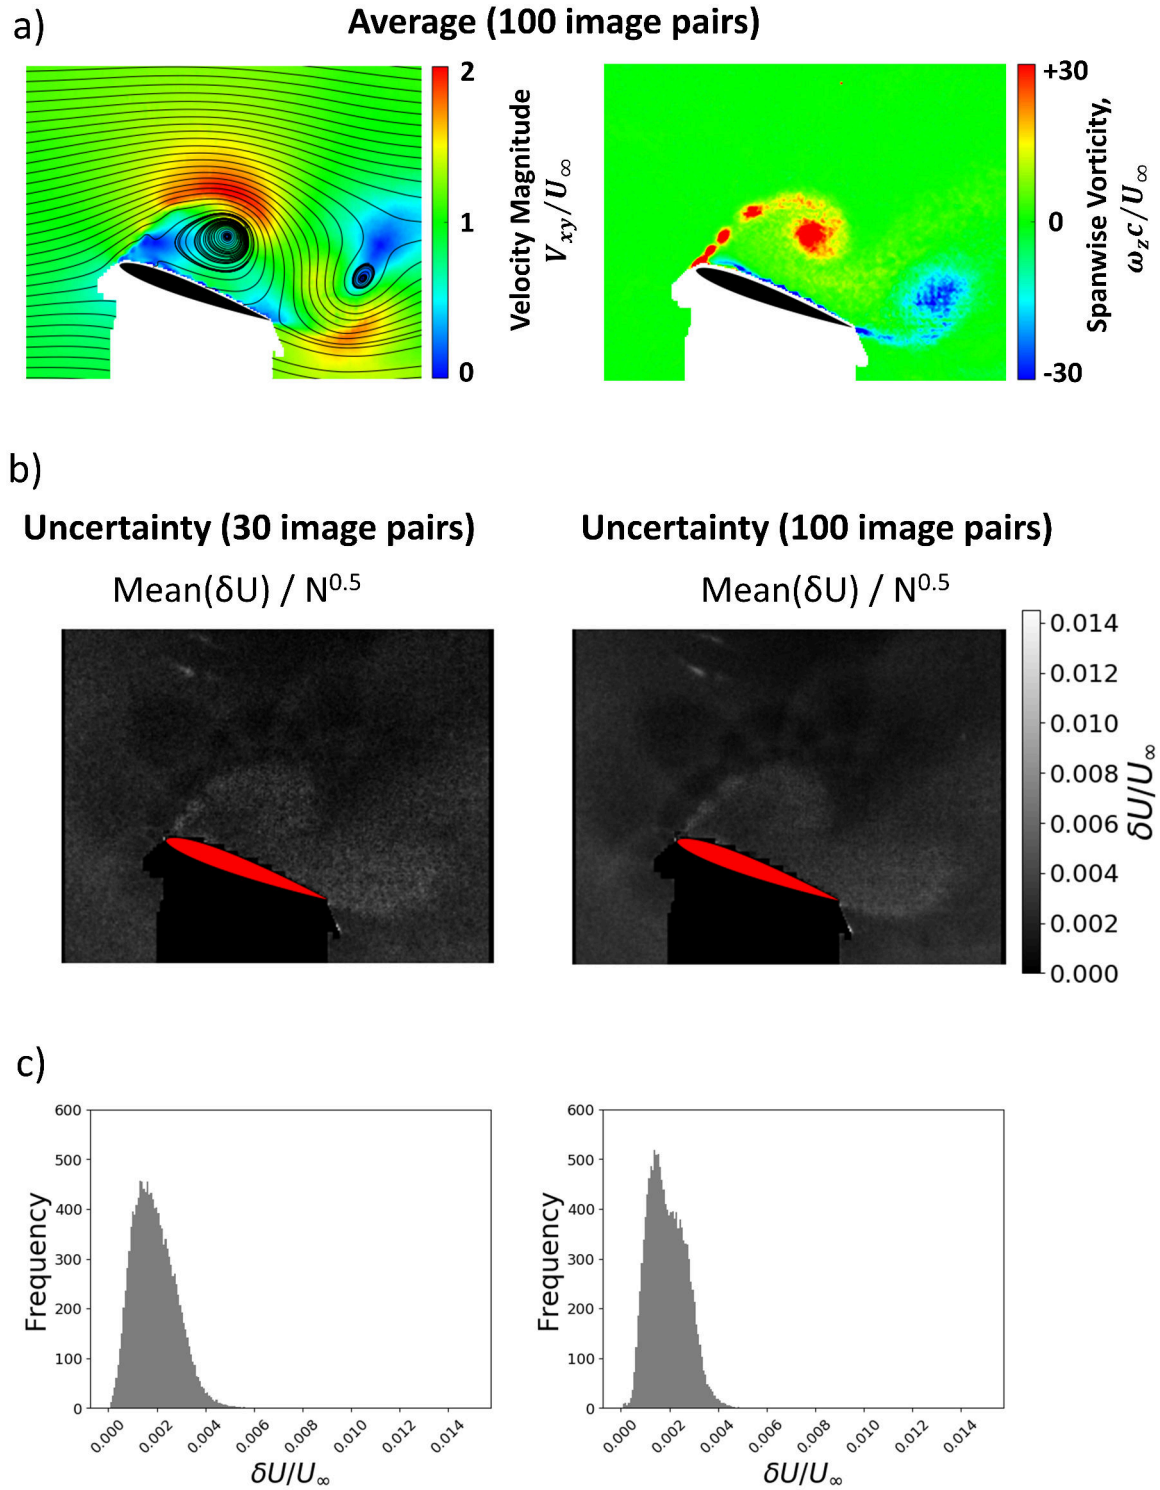 a)
Average (100 image pairs)
2
1
0
Velocity Magnitude
V_xy/U_∞
+30
0
-30
Spanwise Vorticity,
ω_z c/U_∞
b)
Uncertainty (30 image pairs)
Mean(δU) / N^0.5
Uncertainty (100 image pairs)
Mean(δU) / N^0.5
0.014
0.012
0.010
0.008
0.006
0.004
0.002
0.000
δU/U_∞
c)
600
500
400
300
200
100
0
Frequency
0.000 0.002 0.004 0.006 0.008 0.010 0.012 0.014
δU/U_∞
600
500
400
300
200
100
0
Frequency
0.000 0.002 0.004 0.006 0.008 0.010 0.012 0.014
δU/U_∞